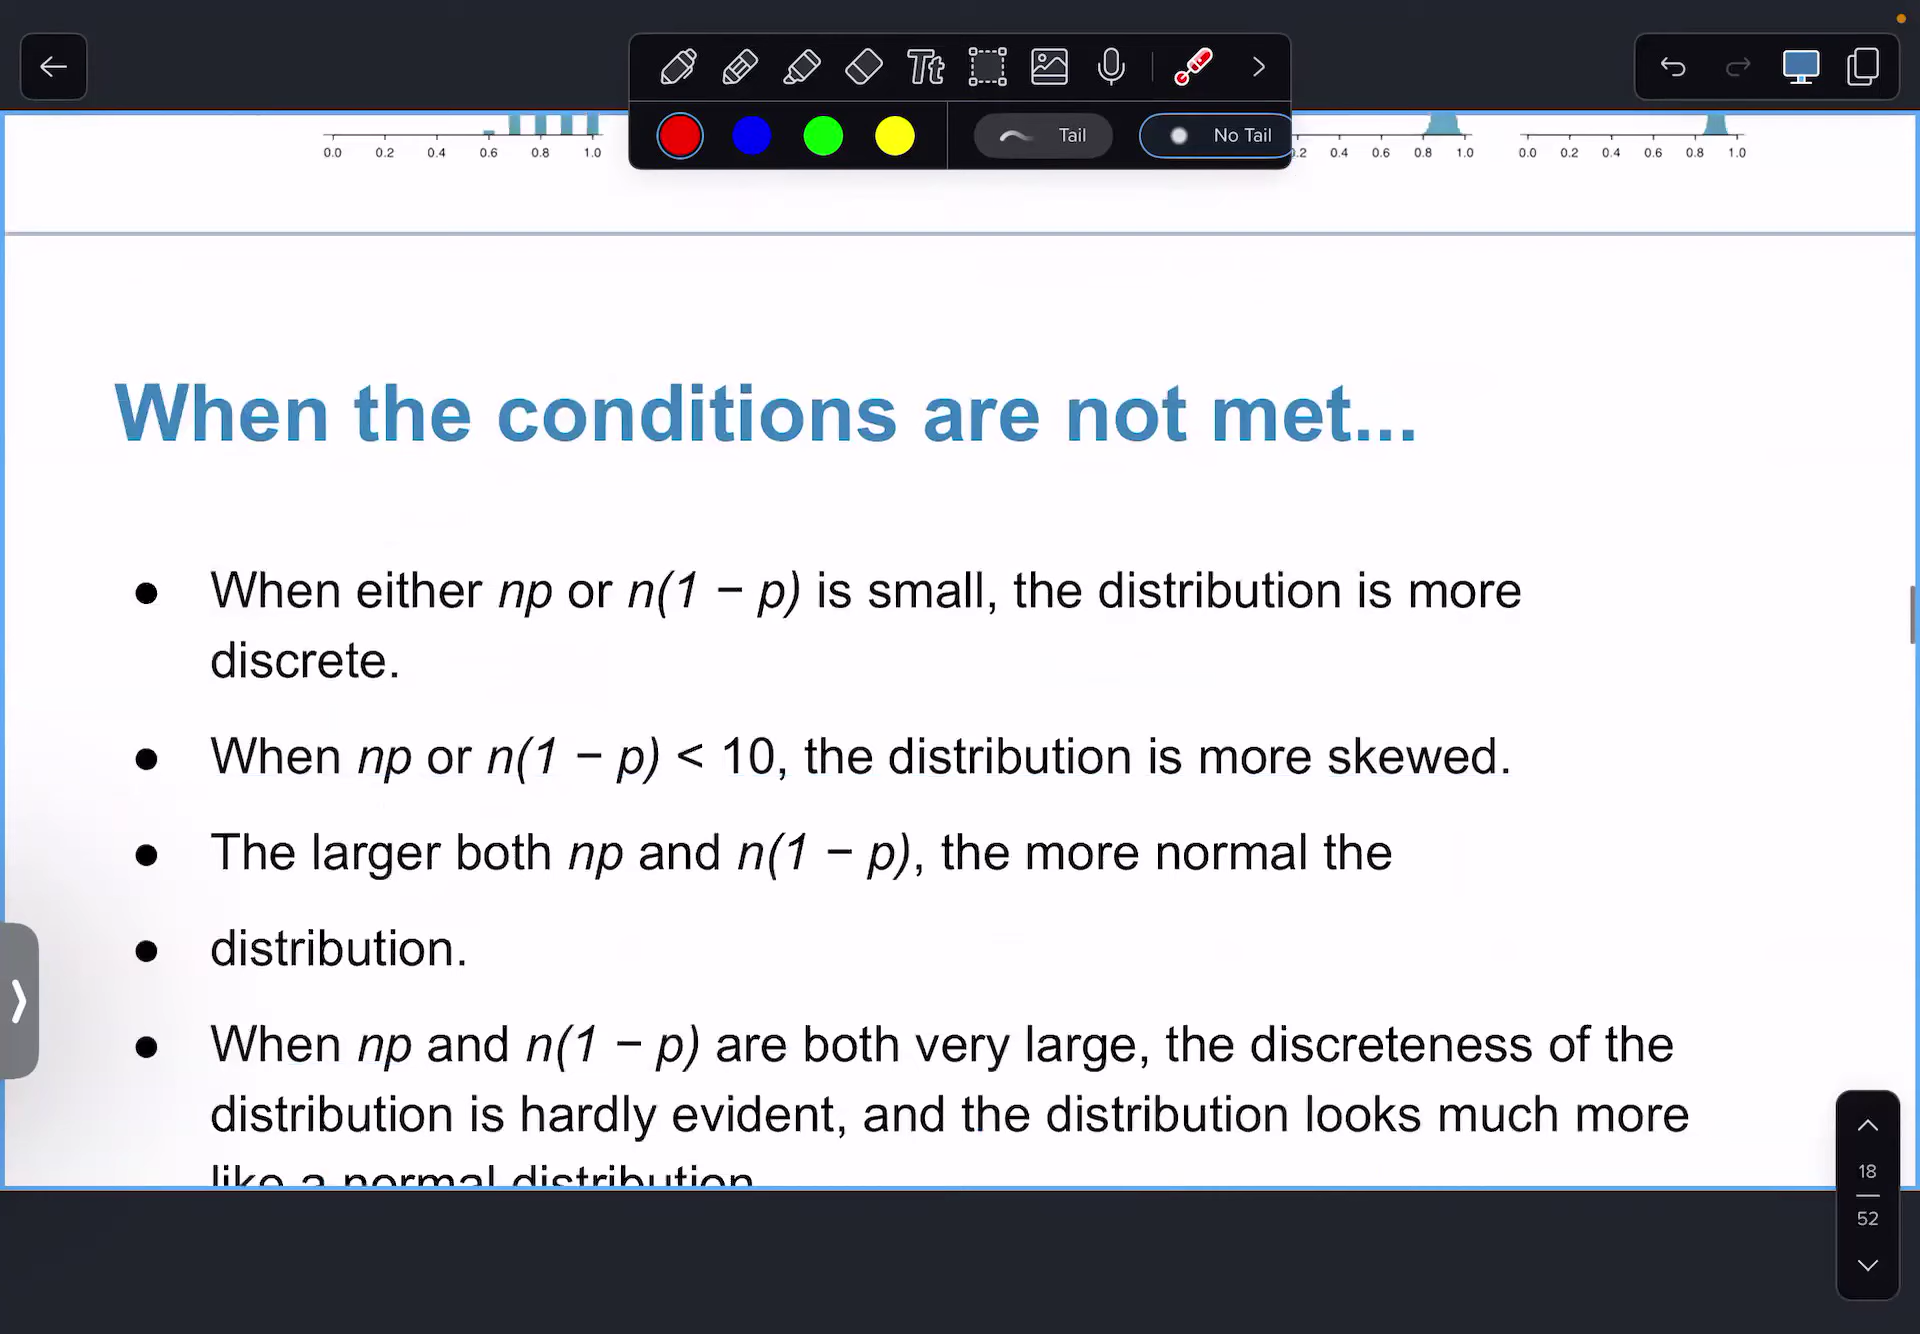 Tt
Tail
No Tail
0.0 0.2 0.4 0.6 0.8 1.0
.2 0.4 0.6 0.8 1.0
0.0 0.2 0.4 0.6 0.8 1.0
When the conditions are not met...
● When either np or n(1 − p) is small, the distribution is more
discrete.
● When np or n(1 − p) < 10, the distribution is more skewed.
● The larger both np and n(1 − p), the more normal the
● distribution.
● When np and n(1 − p) are both very large, the discreteness of the
distribution is hardly evident, and the distribution looks much more
like a normal distribution
18
52